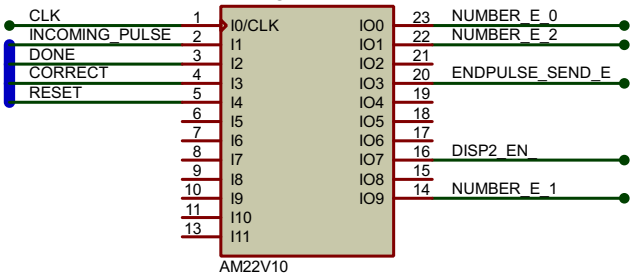 CLK 1 I0/CLK IO0 23 NUMBER_E_0
INCOMING_PULSE 2 I1 IO1 22 NUMBER_E_2
DONE 3 I2 IO2 21
CORRECT 4 I3 IO3 20 ENDPULSE_SEND_E
RESET 5 I4 IO4 19
6 I5 IO5 18
7 I6 IO6 17
8 I7 IO7 16 DISP2_EN_
9 I8 IO8 15
10 I9 IO9 14 NUMBER_E_1
11 I10
13 I11
AM22V10